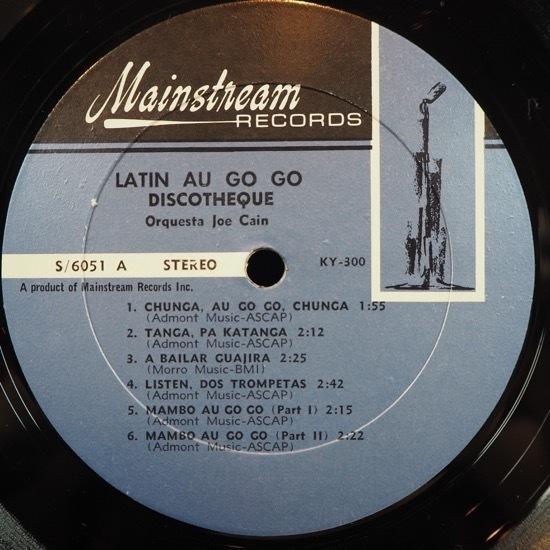 Mainstream
RECORDS
LATIN AU GO GO
DISCOTHEQUE
Orquesta Joe Cain
S/6051 A STEREO KY-300
A product of Mainstream Records Inc.
1. CHUNGA, AU GO GO, CHUNGA 1:55
(Admont Music-ASCAP)
2. TANGA, PA KATANGA 2:12
(Admont Music-ASCAP)
3. A BAILAR GUAJIRA 2:25
(Morro Music-BMI)
4. LISTEN, DOS TROMPETAS 2:42
(Admont Music-ASCAP)
5. MAMBO AU GO GO (Part I) 2:15
(Admont Music-ASCAP)
6. MAMBO AU GO GO (Part II) 2:22
(Admont Music-ASCAP)